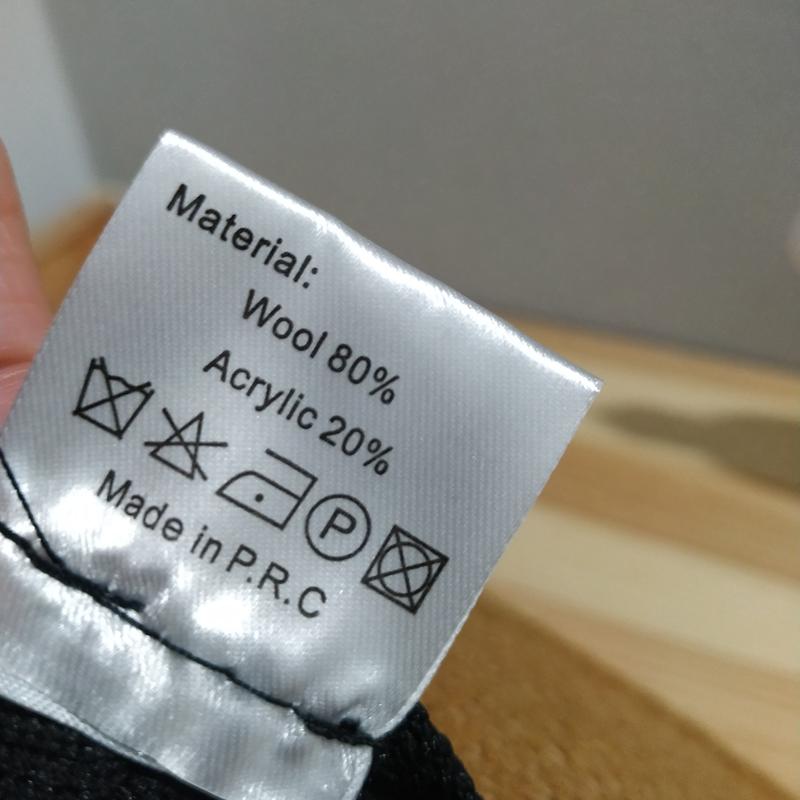 Material:
Wool 80%
Acrylic 20%
P
Made in P.R.C